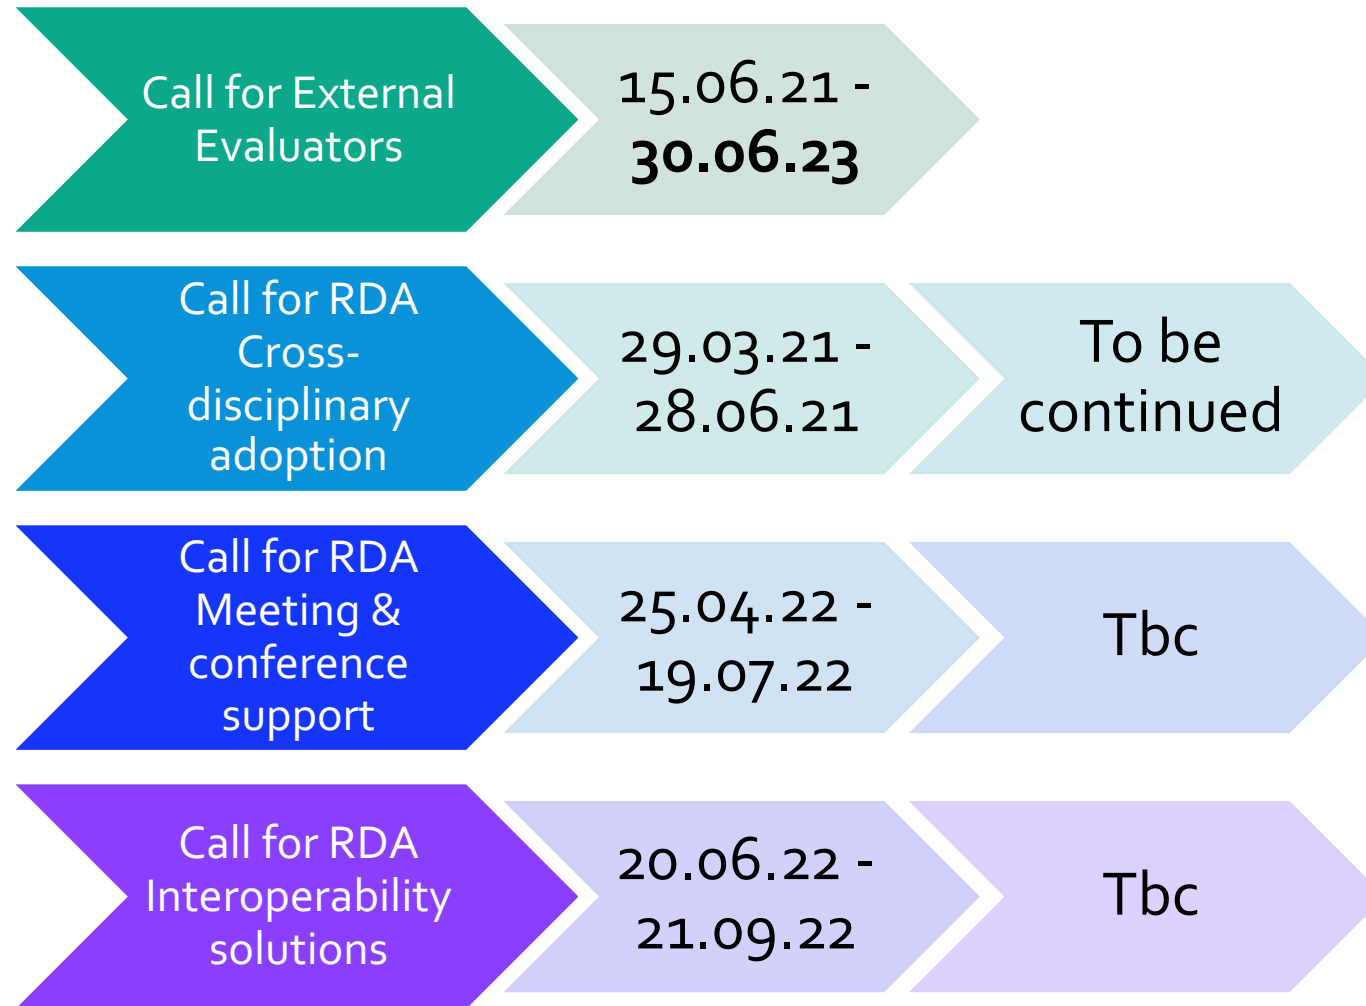 Call for External
Evaluators
15.06.21 -
30.06.23
Call for RDA
Cross-
disciplinary
adoption
29.03.21 -
28.06.21
To be
continued
Call for RDA
Meeting &
conference
support
25.04.22 -
19.07.22
Tbc
Call for RDA
Interoperability
solutions
20.06.22 -
21.09.22
Tbc